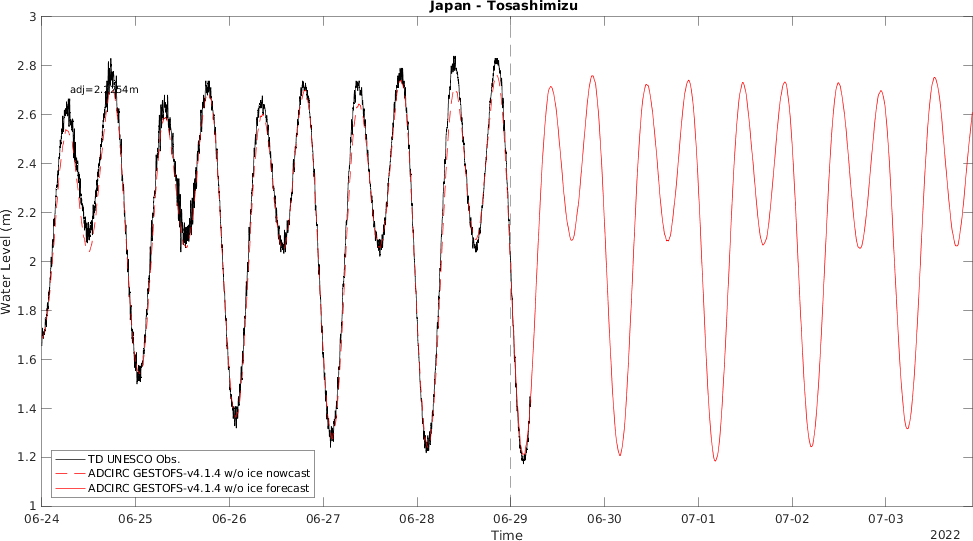 Japan - Tosashimizu
3
2.8
2.6
2.4
2.2
2
1.8
1.6
1.4
1.2
1
Water Level (m)
TD UNESCO Obs.
ADCIRC GESTOFS-v4.1.4 w/o ice nowcast
ADCIRC GESTOFS-v4.1.4 w/o ice forecast
06-24 06-25 06-26 06-27 06-28 06-29 06-30 07-01 07-02 07-03
Time
2022